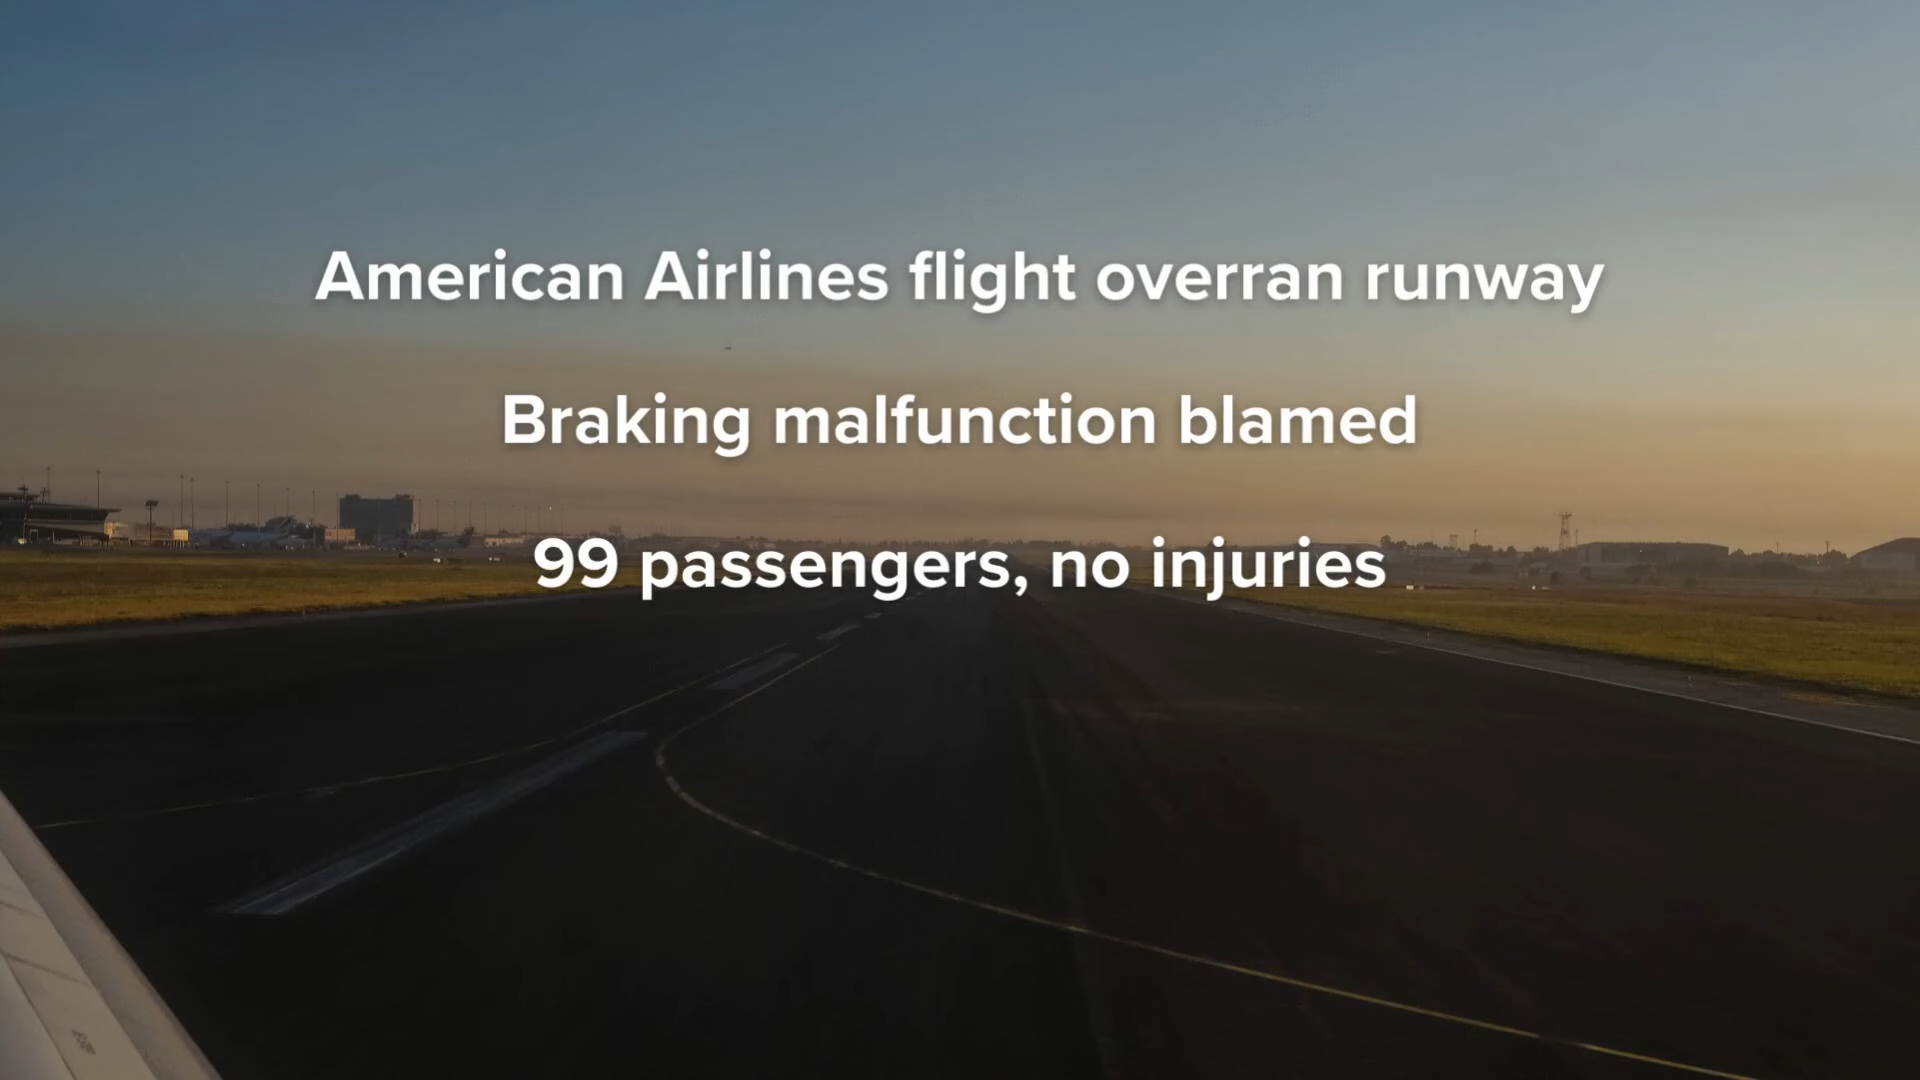 American Airlines flight overran runway
Braking malfunction blamed
99 passengers, no injuries